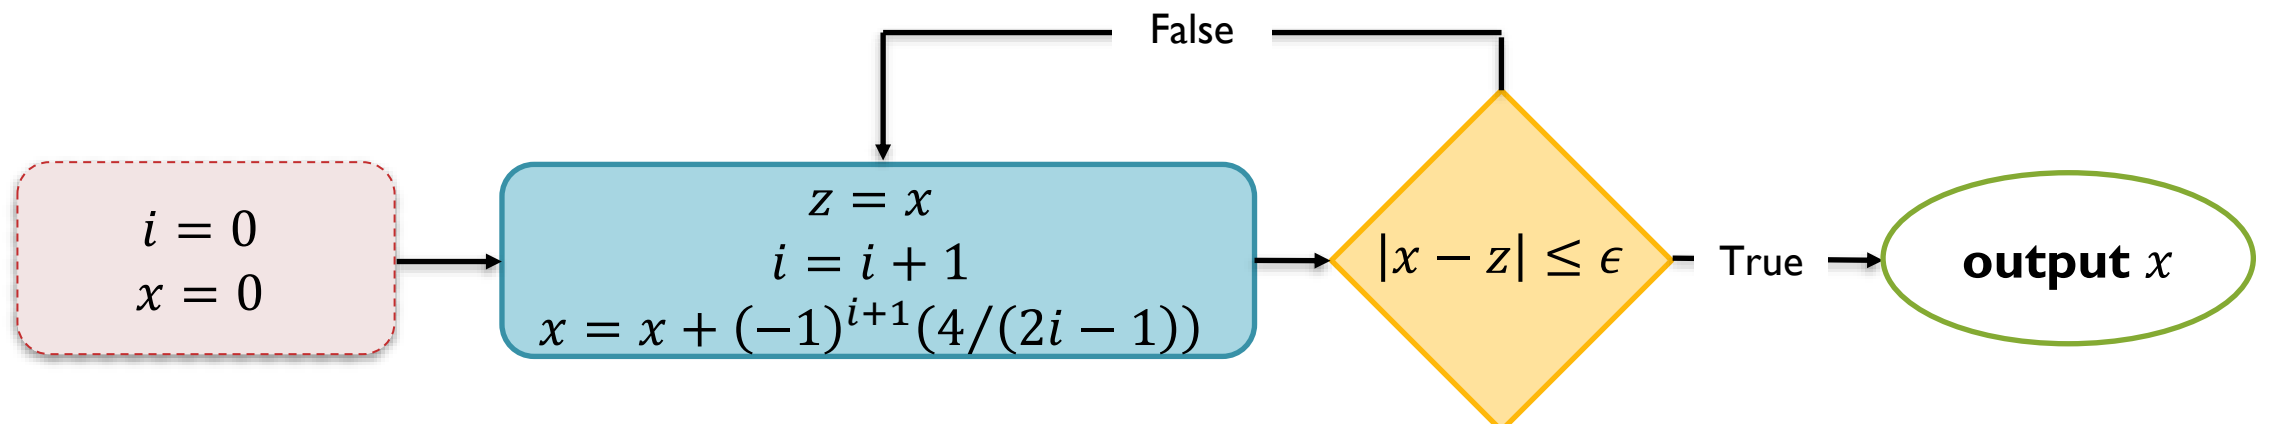 False
i = 0
x = 0
z = x
i = i + 1
x = x + (−1)^{i+1}(4/(2i − 1))
|x − z| ≤ ϵ
True
output x